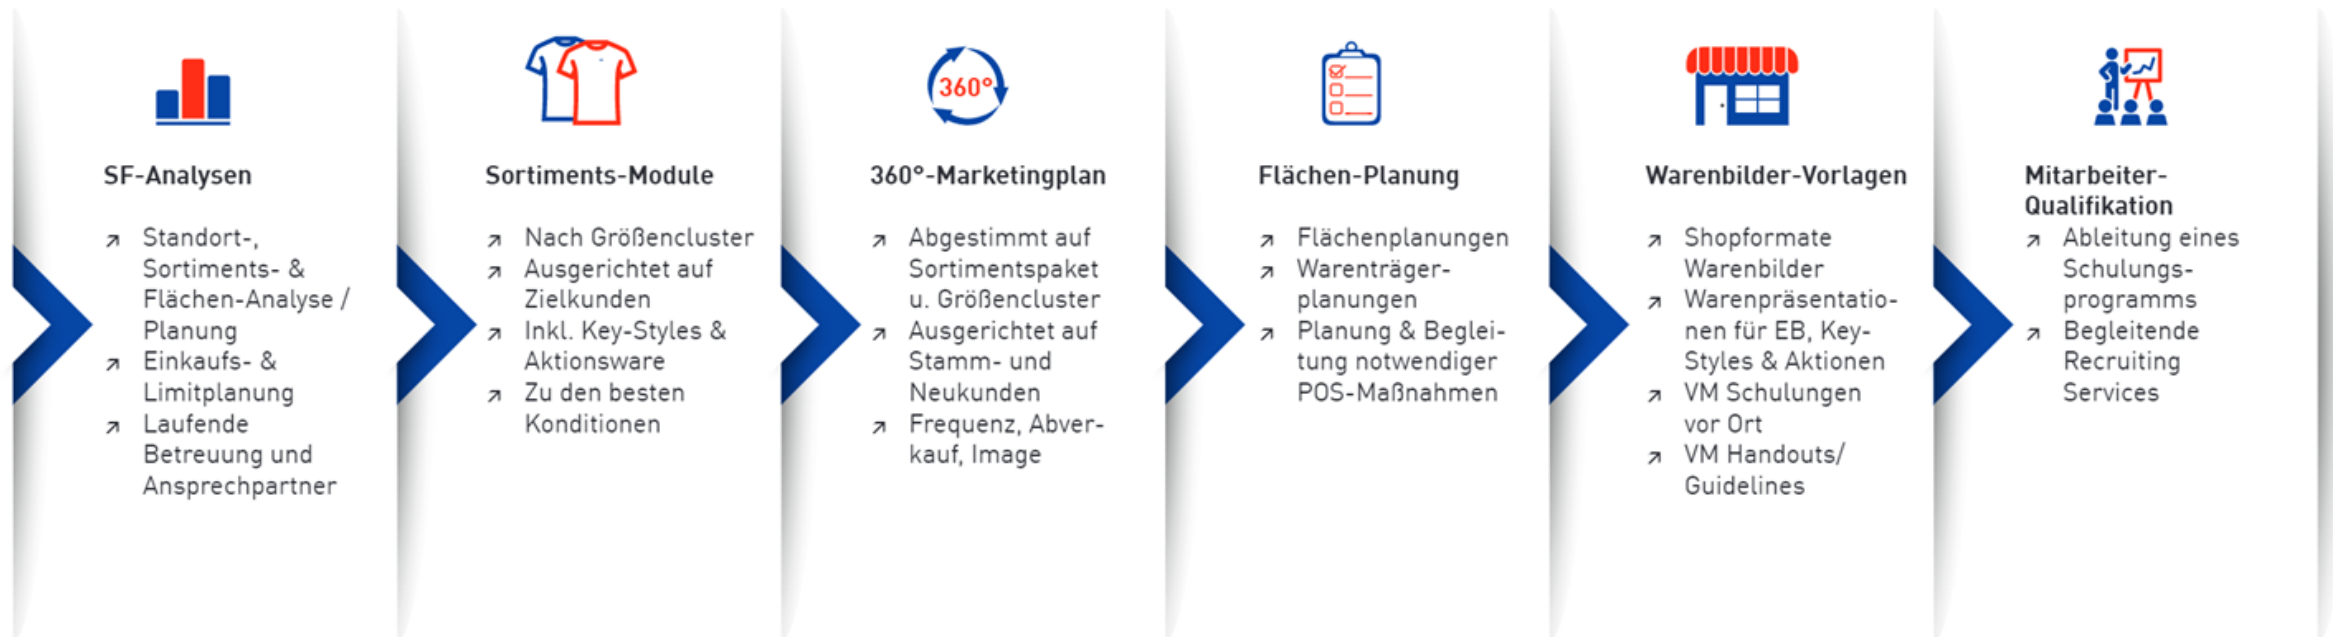 SF-Analysen
Standort-,
Sortiments- &
Flächen-Analyse /
Planung
Einkaufs- &
Limitplanung
Laufende
Betreuung und
Ansprechpartner
Sortiments-Module
Nach Größencluster
Ausgerichtet auf
Zielkunden
Inkl. Key-Styles &
Aktionsware
Zu den besten
Konditionen
360°
360°-Marketingplan
Abgestimmt auf
Sortimentspaket
u. Größencluster
Ausgerichtet auf
Stamm- und
Neukunden
Frequenz, Abver-
kauf, Image
Flächen-Planung
Flächenplanungen
Warenträger-
planungen
Planung & Beglei-
tung notwendiger
POS-Maßnahmen
Warenbilder-Vorlagen
Shopformate
Warenbilder
Warenpräsentatio-
nen für EB, Key-
Styles & Aktionen
VM Schulungen
vor Ort
VM Handouts/
Guidelines
Mitarbeiter-
Qualifikation
Ableitung eines
Schulungs-
programms
Begleitende
Recruiting
Services